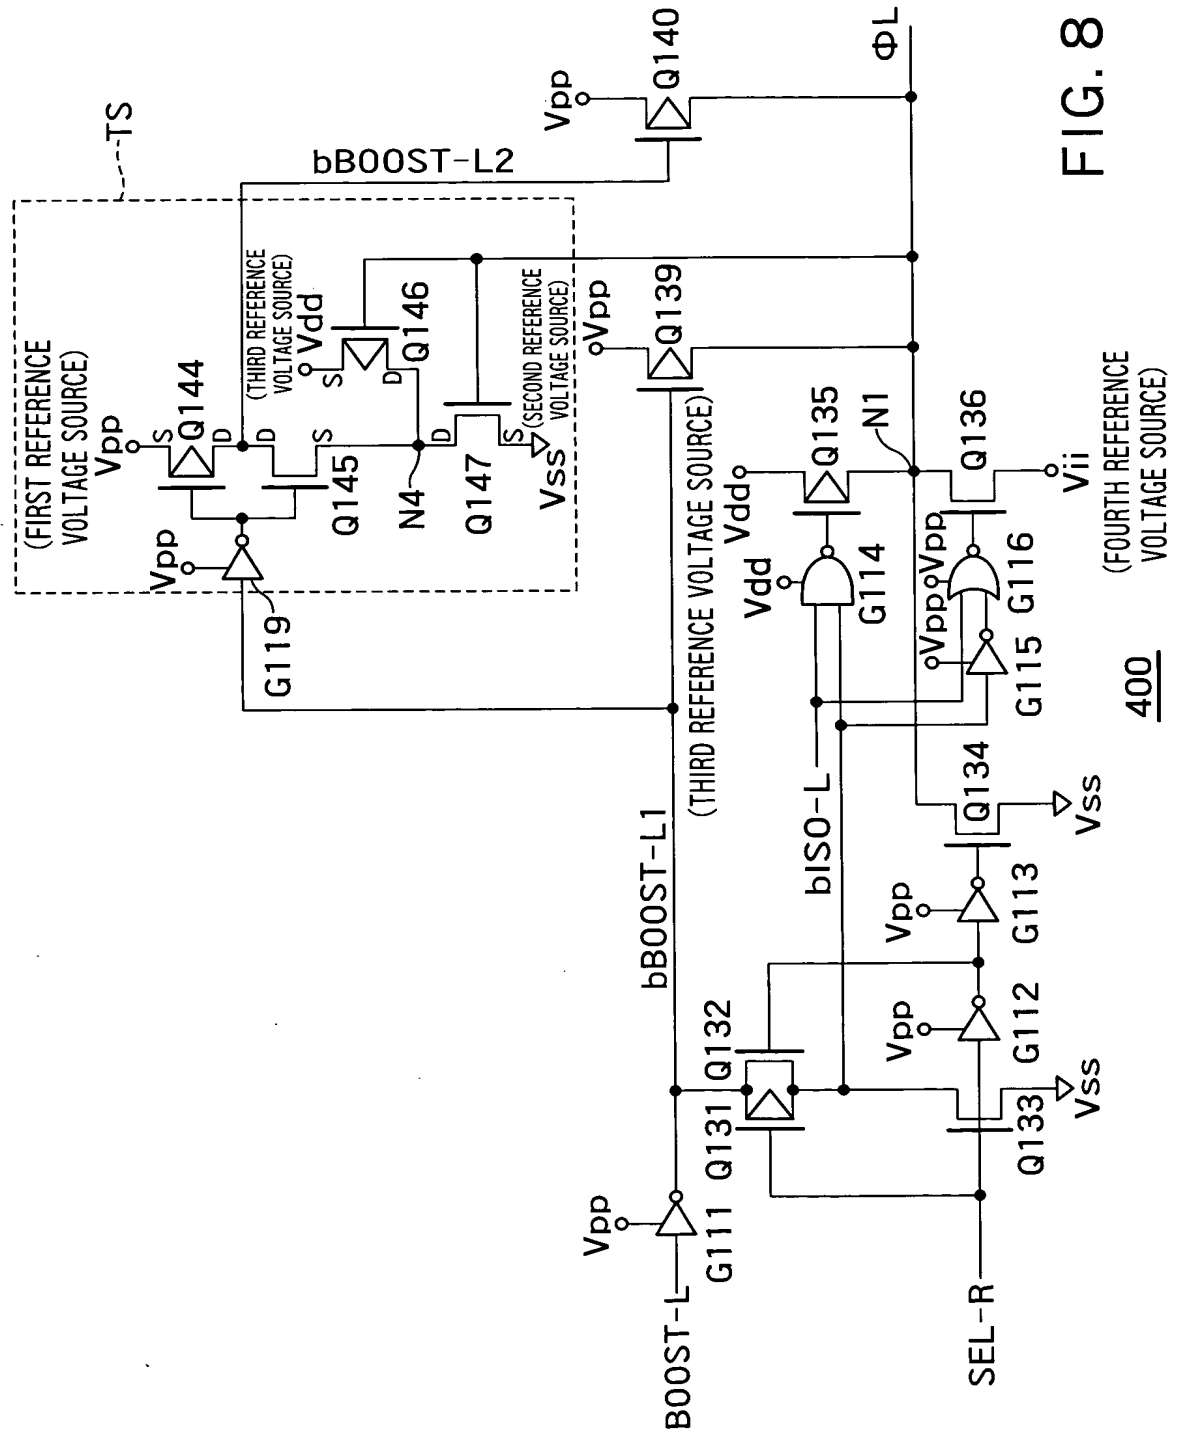 TS
(FIRST REFERENCE
VOLTAGE SOURCE)
Vpp
S
Q144
D
D
S
Q145
Vpp
G119
N4
(THIRD REFERENCE
VOLTAGE SOURCE)
Vdd
S
D
Q146
D
Q147
S
(SECOND REFERENCE
VOLTAGE SOURCE)
Vss
bBOOST-L2
Vpp
Q140
ΦL
Vpp
Q139
(THIRD REFERENCE VOLTAGE SOURCE)
Vdd
Q135
N1
Vdd
G114
Vpp
Vpp
G116
G115
Q136
Vii
(FOURTH REFERENCE
VOLTAGE SOURCE)
bBOOST-L1
bISO-L
Q134
Vss
Vpp
G113
Vpp
G112
Q132
Q131
Q133
Vss
Vpp
G111
BOOST-L
SEL-R
400
FIG. 8